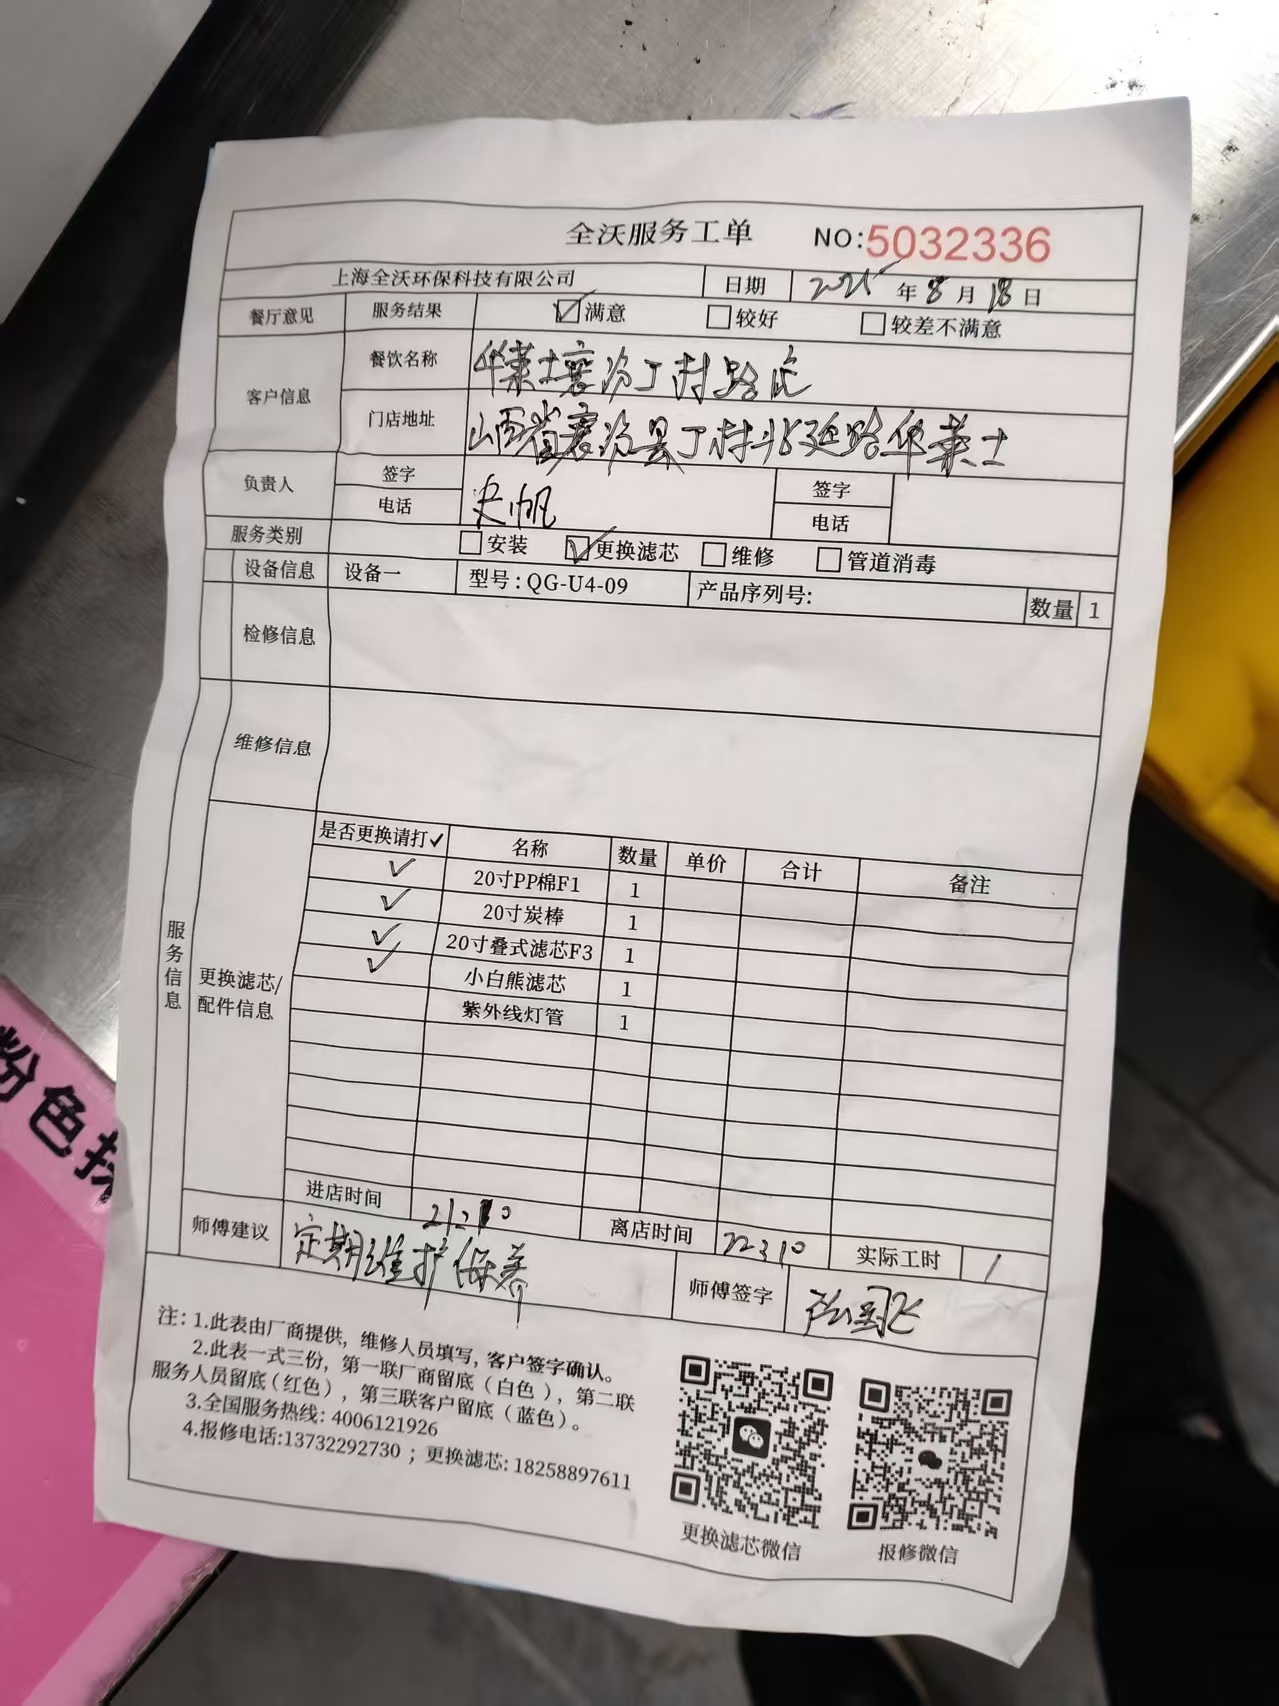 全沃服务工单 NO:5032336
上海全沃环保科技有限公司 日期 2025年8月18日
餐厅意见 服务结果 ☑满意 □较好 □较差不满意
客户信息 餐饮名称 华莱士襄汾丁村路店
门店地址 山西省襄汾县丁村北延路华莱士
负责人 签字 电话 史帆 签字 电话
服务类别 □安装 ☑更换滤芯 □维修 □管道消毒
设备信息 设备一 型号:QG-U4-09 产品序列号: 数量 1
检修信息
维修信息
服务信息
更换滤芯/配件信息
是否更换请打✓ 名称 数量 单价 合计 备注
✓ 20寸PP棉F1 1
✓ 20寸炭棒 1
✓ 20寸叠式滤芯F3 1
✓ 小白熊滤芯 1
紫外线灯管 1
进店时间 离店时间 实际工时 /
师傅建议 定期维护保养 师傅签字
注: 1.此表由厂商提供, 维修人员填写, 客户签字确认。
2.此表一式三份, 第一联厂商留底(白色), 第二联
服务人员留底(红色), 第三联客户留底(蓝色)。
3.全国服务热线: 4006121926
4.报修电话:13732292730 ; 更换滤芯: 18258897611
更换滤芯微信 报修微信
粉色抹